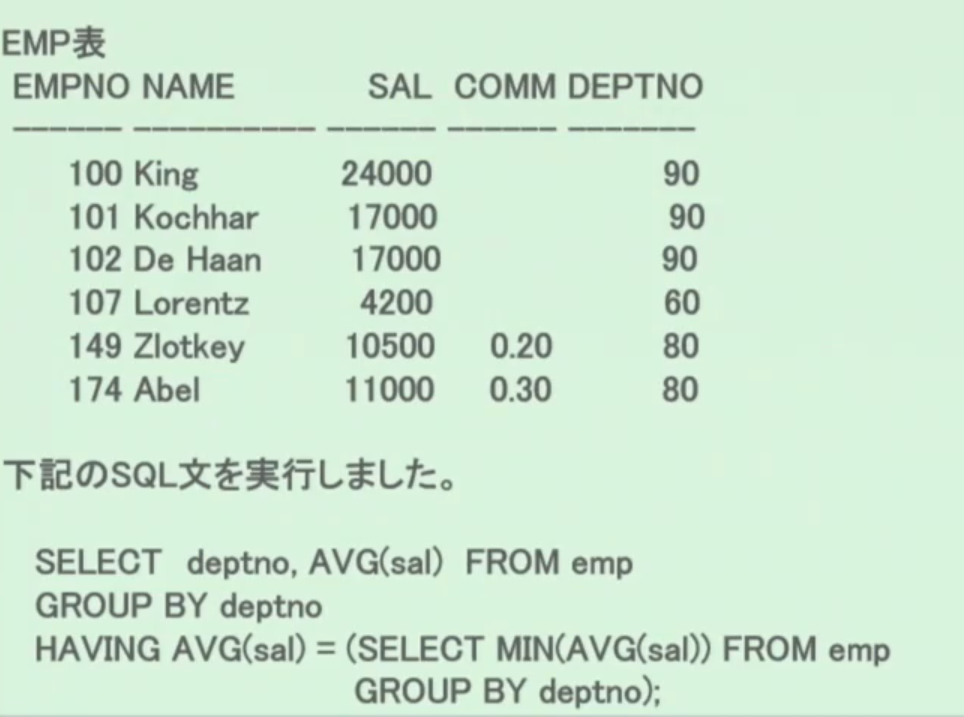 EMP表
EMPNO NAME SAL COMM DEPTNO
------ ---------- ------ ------ -------
100 King 24000 90
101 Kochhar 17000 90
102 De Haan 17000 90
107 Lorentz 4200 60
149 Zlotkey 10500 0.20 80
174 Abel 11000 0.30 80
下記のSQL文を実行しました。
SELECT deptno, AVG(sal) FROM emp
GROUP BY deptno
HAVING AVG(sal) = (SELECT MIN(AVG(sal)) FROM emp
GROUP BY deptno);